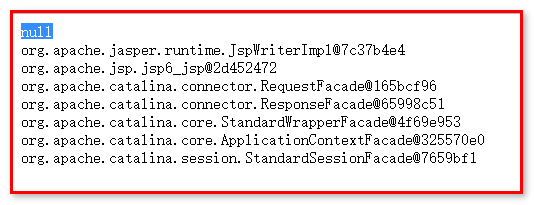 null
org.apache.jasper.runtime.JspWriterImpl@7c37b4e4
org.apache.jsp.jsp6_jsp@2d452472
org.apache.catalina.connector.RequestFacade@165bcf96
org.apache.catalina.connector.ResponseFacade@65998c51
org.apache.catalina.core.StandardWrapperFacade@4f69e953
org.apache.catalina.core.ApplicationContextFacade@325570e0
org.apache.catalina.session.StandardSessionFacade@7659bf1